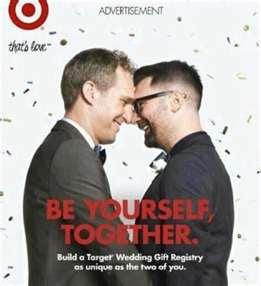 ADVERTISEMENT
that's love
BE YOURSELF,
TOGETHER.
Build a Target® Wedding Gift Registry
as unique as the two of you.